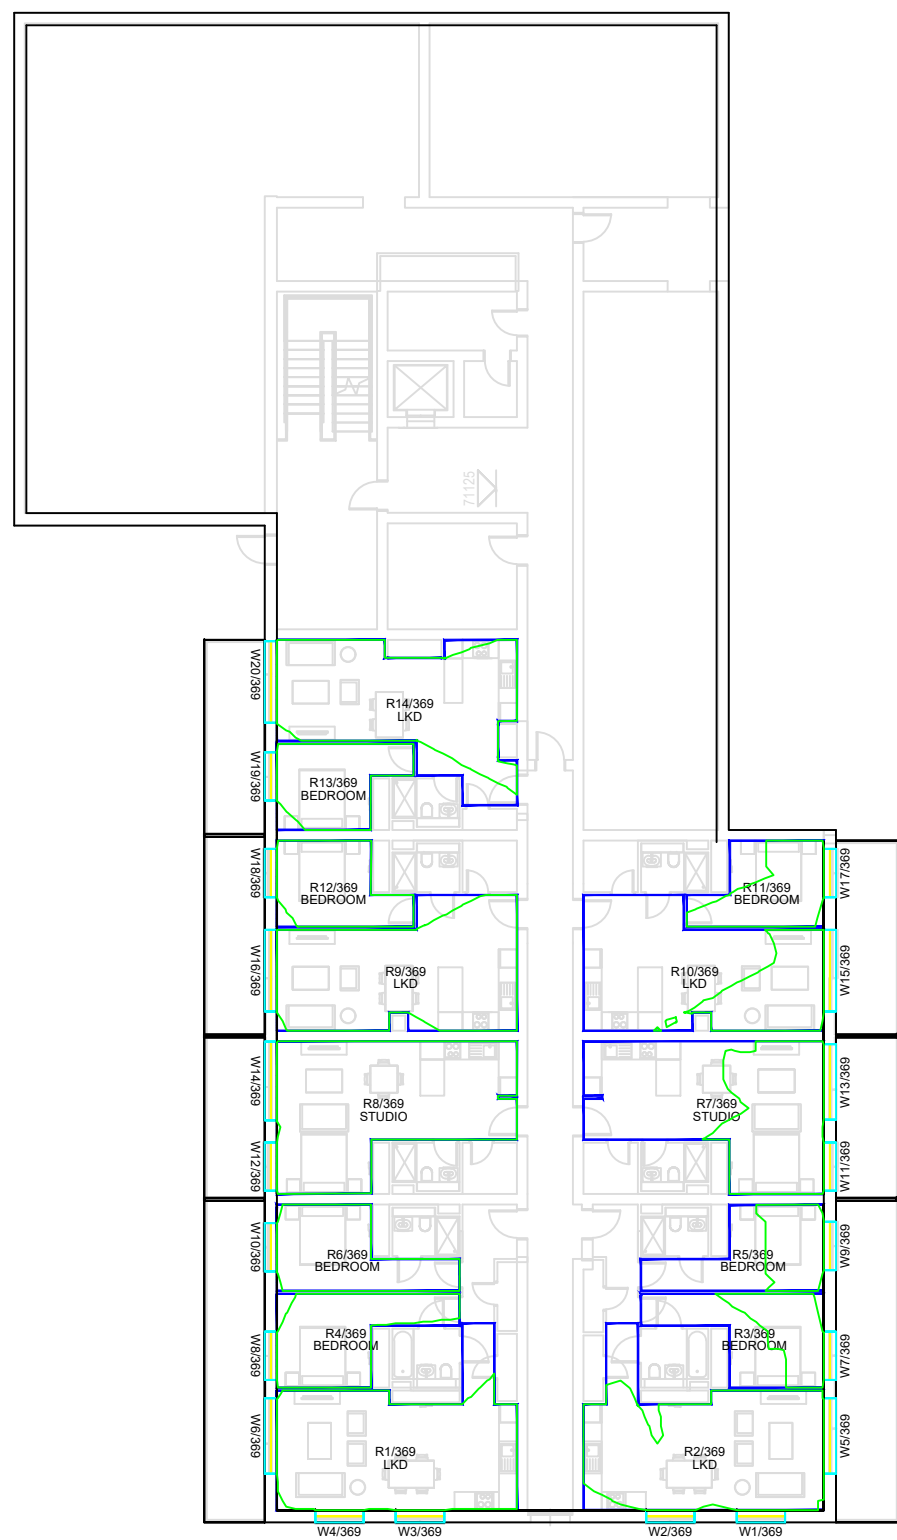 71125
W20/369
R14/369
LKD
W19/369
R13/369
BEDROOM
W18/369
R12/369
BEDROOM
R11/369
BEDROOM
W17/369
W16/369
R9/369
LKD
R10/369
LKD
W15/369
W14/369
R8/369
STUDIO
R7/369
STUDIO
W13/369
W12/369
W11/369
W10/369
R6/369
BEDROOM
R5/369
BEDROOM
W9/369
W8/369
R4/369
BEDROOM
R3/369
BEDROOM
W7/369
W6/369
R1/369
LKD
R2/369
LKD
W5/369
W4/369
W3/369
W2/369
W1/369